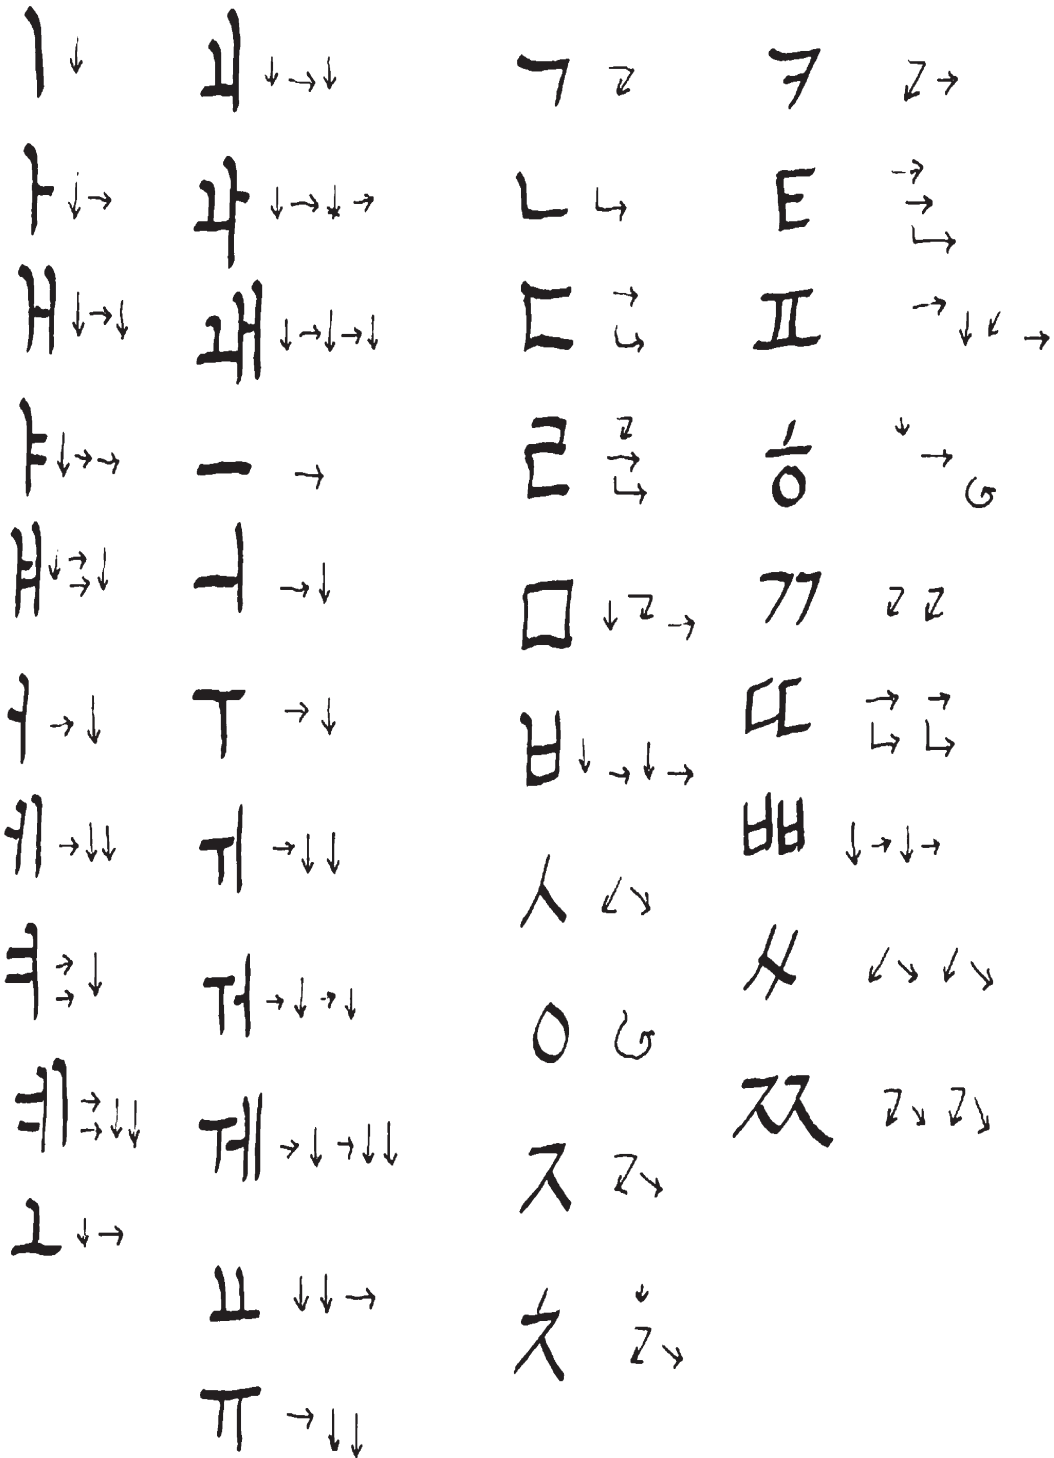 ㅣ
ㅏ
ㅐ
ㅑ
ㅒ
ㅓ
ㅔ
ㅕ
ㅖ
ㅗ
ㅚ
ㅘ
ㅙ
ㅡ
ㅢ
ㅜ
ㅟ
ㅝ
ㅞ
ㅛ
ㅠ
ㄱ
ㄴ
ㄷ
ㄹ
ㅁ
ㅂ
ㅅ
ㅇ
ㅈ
ㅊ
ㅋ
ㅌ
ㅍ
ㅎ
ㄲ
ㄸ
ㅃ
ㅆ
ㅉ